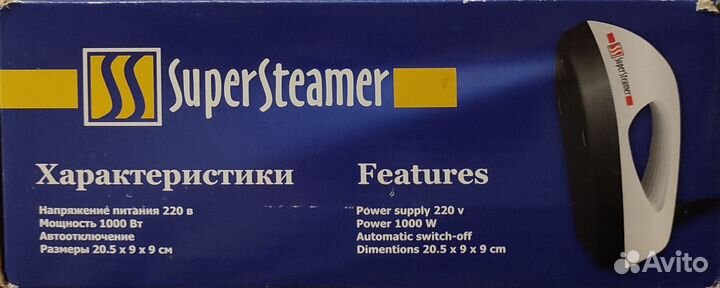 SuperSteamer
SuperSteamer
Характеристики
Напряжение питания 220 в
Мощность 1000 Вт
Автоотключение
Размеры 20.5 x 9 x 9 см
Features
Power supply 220 v
Power 1000 W
Automatic switch-off
Dimentions 20.5 x 9 x 9 cm
Avito